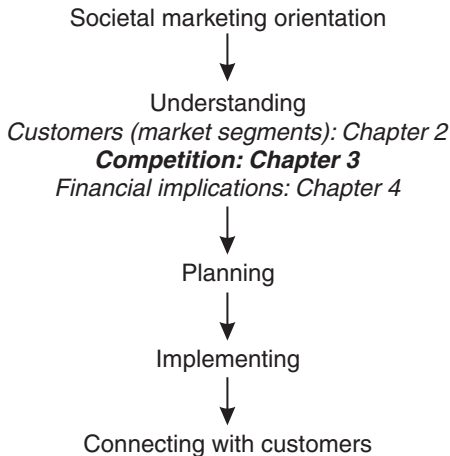 Societal marketing orientation
Understanding
Customers (market segments): Chapter 2
Competition: Chapter 3
Financial implications: Chapter 4
Planning
Implementing
Connecting with customers